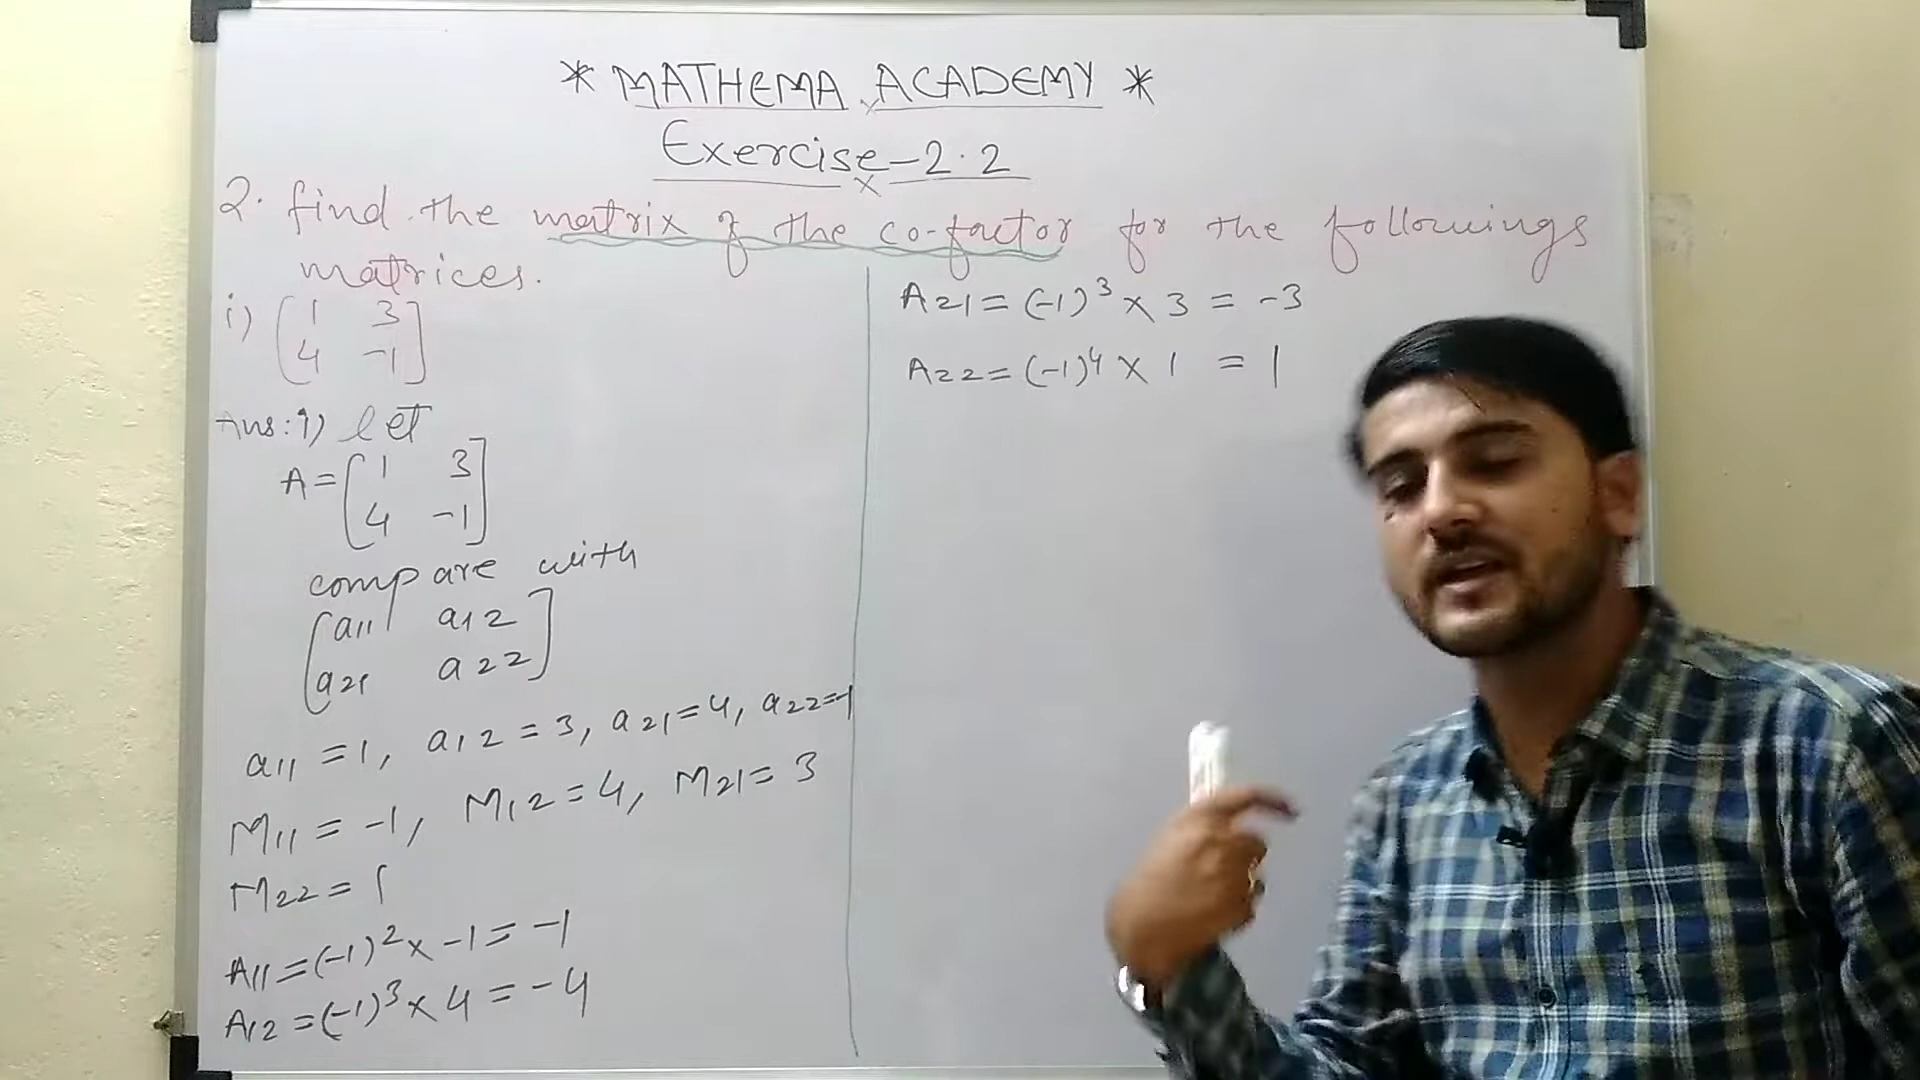 * MATHEMA ACADEMY *
Exercise-2.2
2. find the matrix of the co-factor for the followings
matrices.
i) [1 3
4 -1]
Ans: i) let
A = [1 3
4 -1]
compare with
[a11 a12
a21 a22]
a11 = 1, a12 = 3, a21 = 4, a22 = -1
M11 = -1, M12 = 4, M21 = 3
M22 = 1
A11 = (-1)² × -1 = -1
A12 = (-1)³ × 4 = -4
A21 = (-1)³ × 3 = -3
A22 = (-1)⁴ × 1 = 1